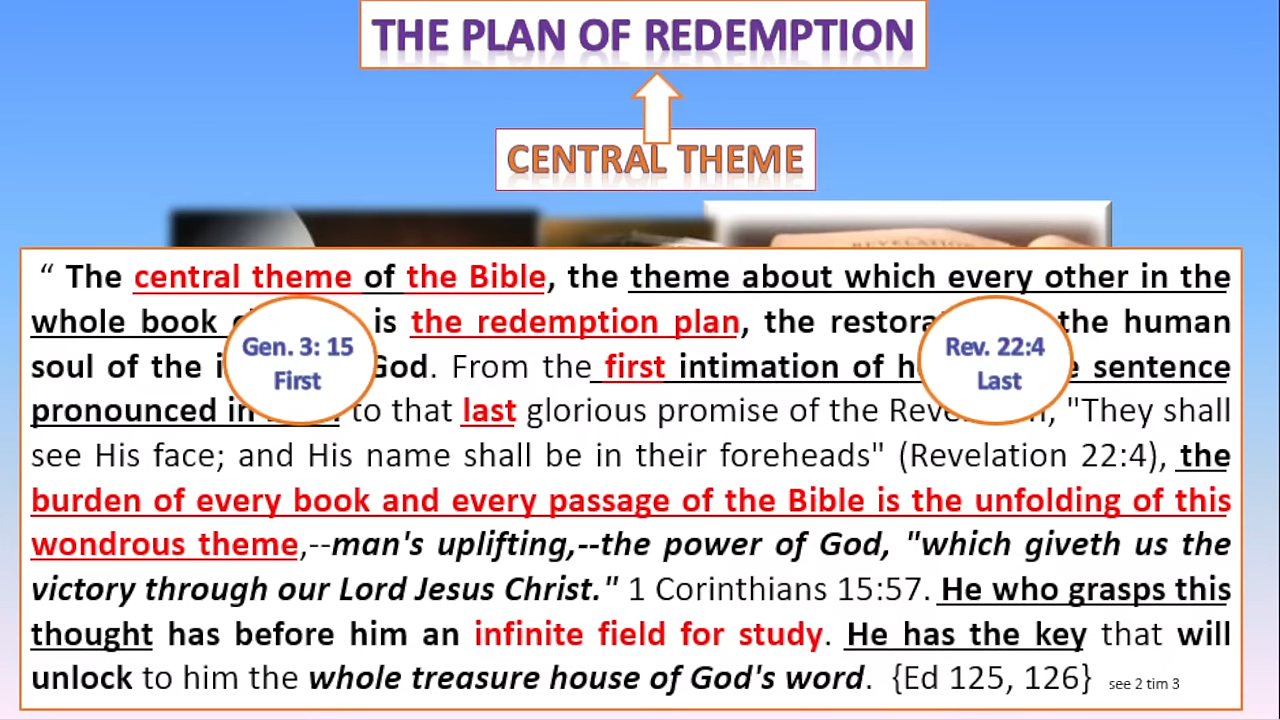 THE PLAN OF REDEMPTION
CENTRAL THEME
REVELATION
“ The central theme of the Bible, the theme about which every other in the
whole book is the redemption plan, the the human
soul of the God. From the first intimation of sentence
pronounced in to that last glorious promise of the "They shall
see His face; and His name shall be in their foreheads" (Revelation 22:4), the
burden of every book and every passage of the Bible is the unfolding of this
wondrous theme,--man's uplifting,--the power of God, "which giveth us the
victory through our Lord Jesus Christ." 1 Corinthians 15:57. He who grasps this
thought has before him an infinite field for study. He has the key that will
unlock to him the whole treasure house of God's word. {Ed 125, 126} see 2 tim 3
Gen. 3: 15
First
Rev. 22:4
Last